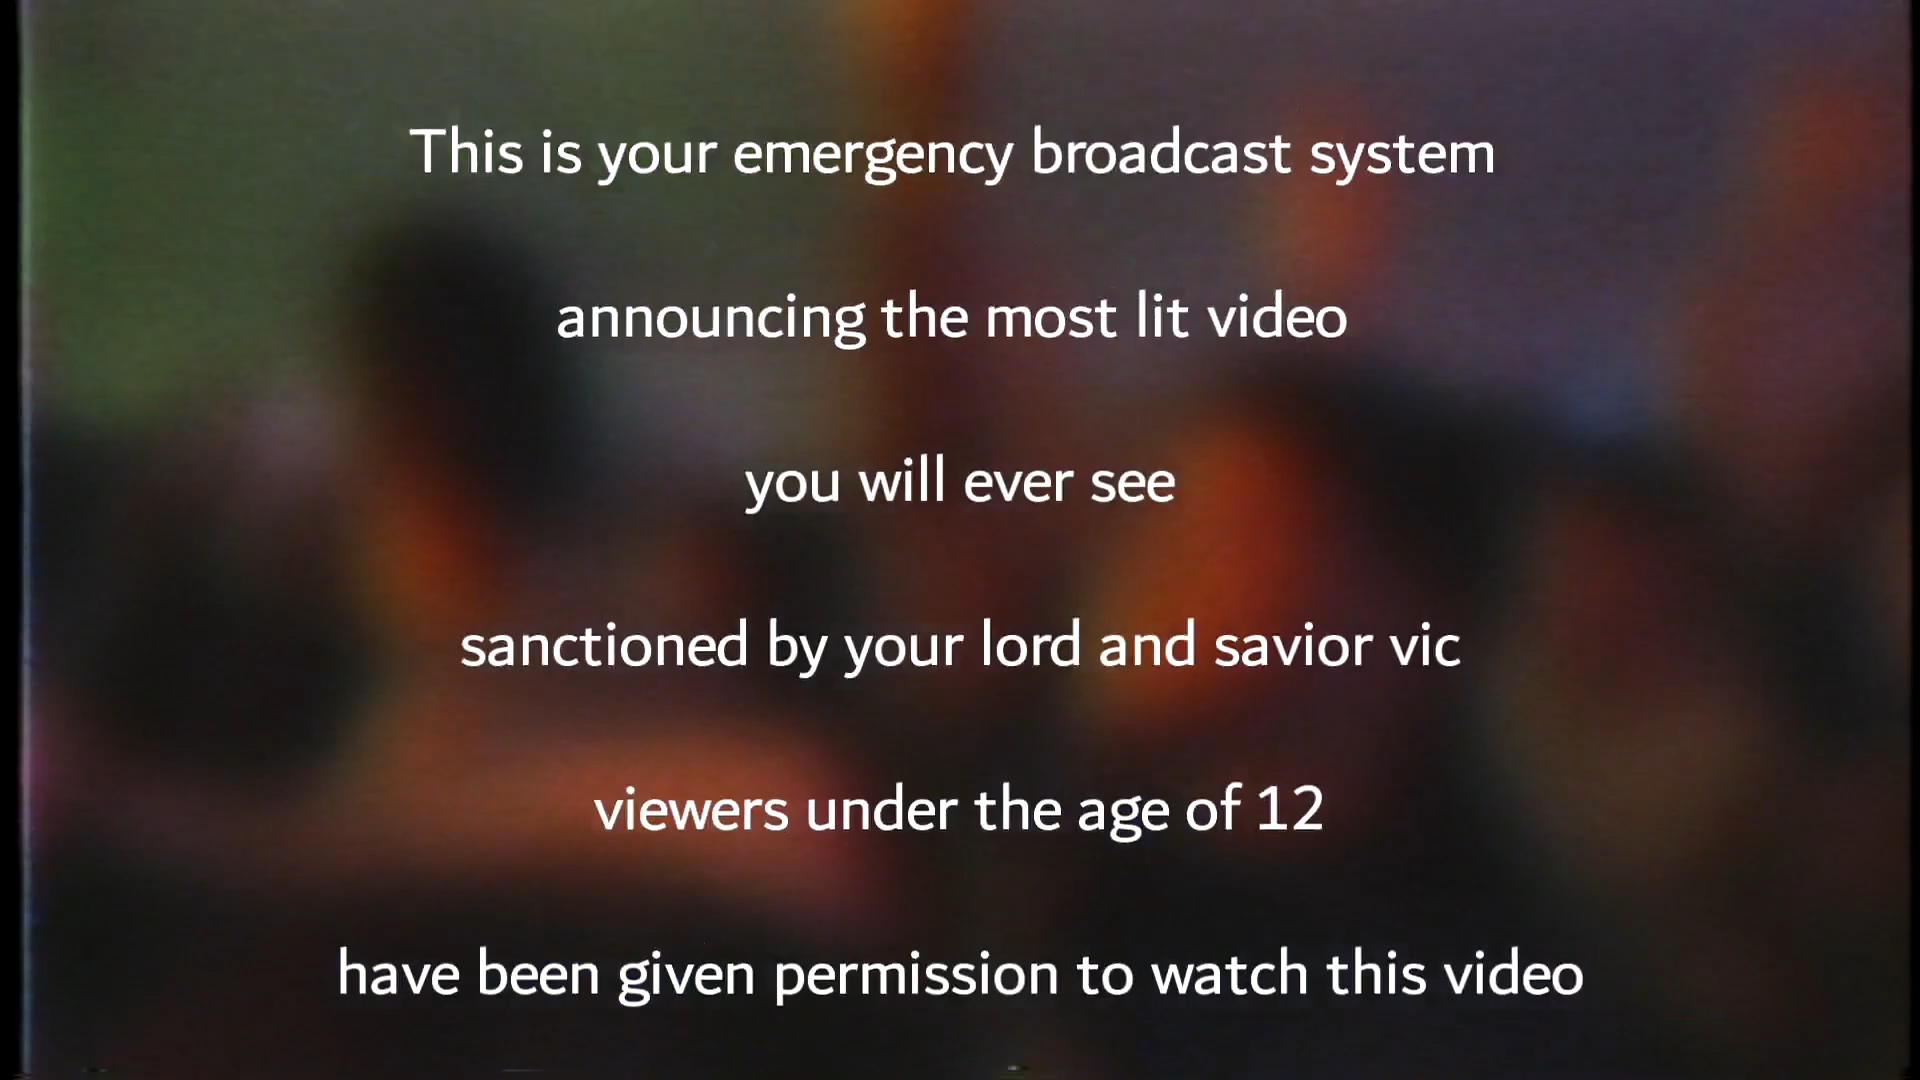 This is your emergency broadcast system
announcing the most lit video
you will ever see
sanctioned by your lord and savior vic
viewers under the age of 12
have been given permission to watch this video